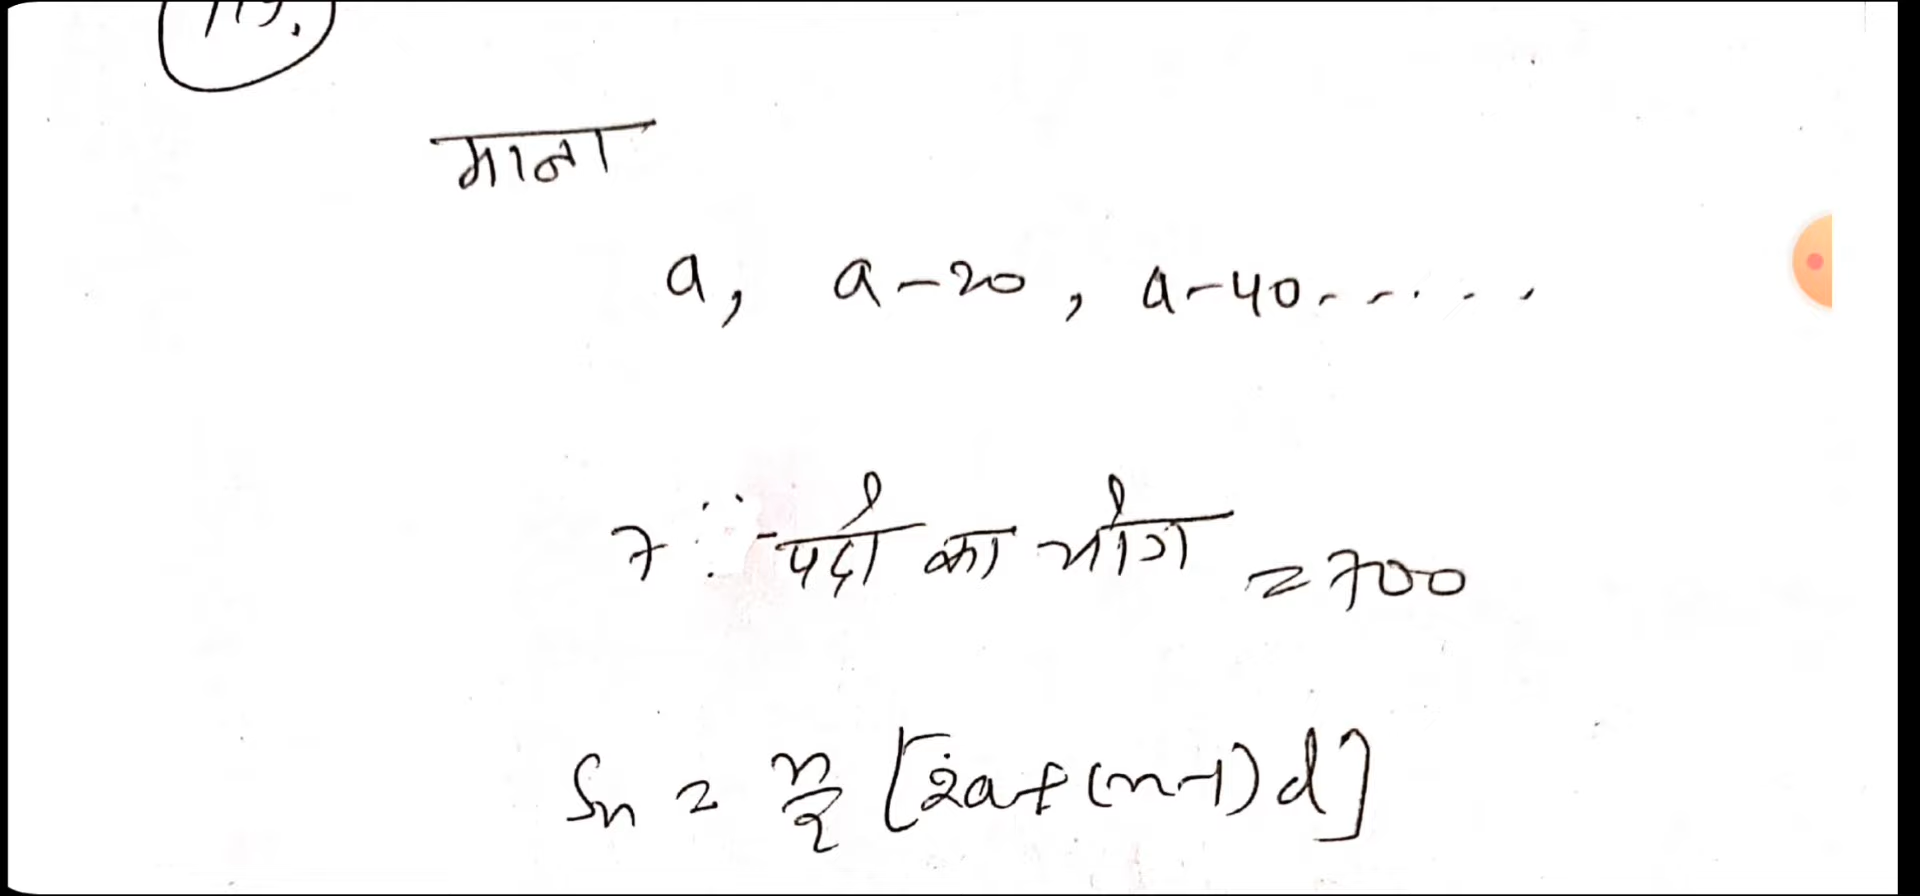 माना
a, a-20, a-40.....
7 पदों का योग = 700
Sn = n/2 [2a+(n-1)d]